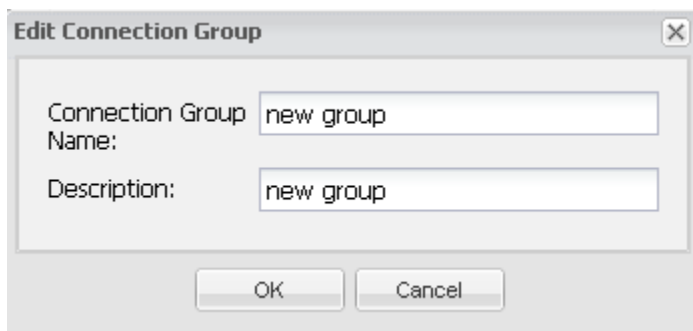 Edit Connection Group
Connection Group
Name:
new group
Description:
new group
OK
Cancel